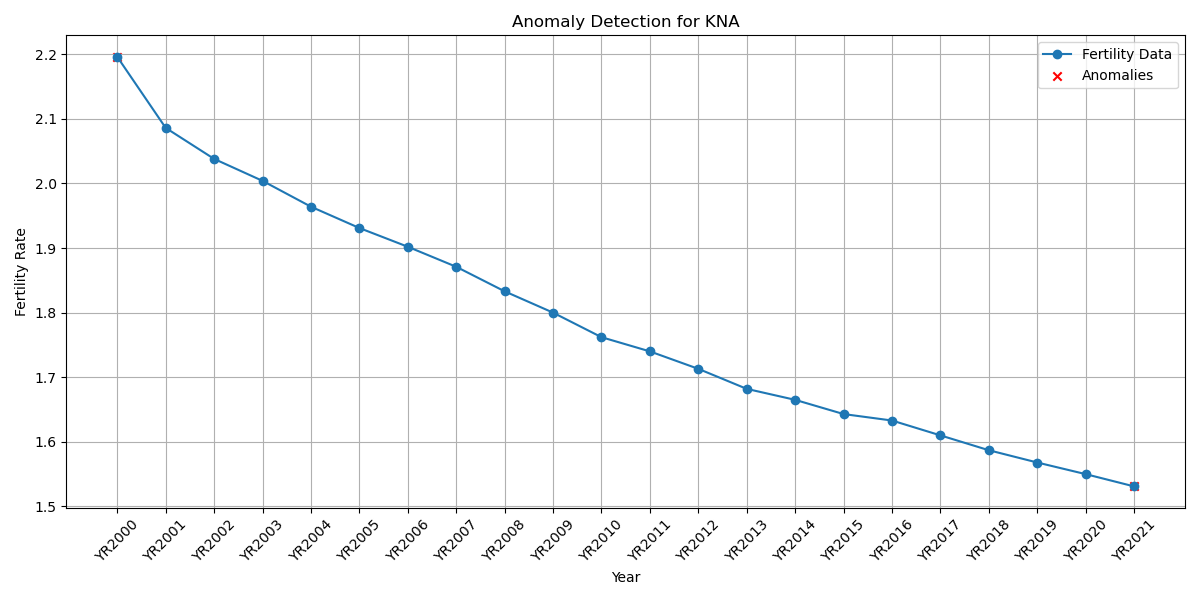 Anomaly Detection for KNA
Fertility Data
Anomalies
Fertility Rate
2.2
2.1
2.0
1.9
1.8
1.7
1.6
1.5
YR2000
YR2001
YR2002
YR2003
YR2004
YR2005
YR2006
YR2007
YR2008
YR2009
YR2010
YR2011
YR2012
YR2013
YR2014
YR2015
YR2016
YR2017
YR2018
YR2019
YR2020
YR2021
Year